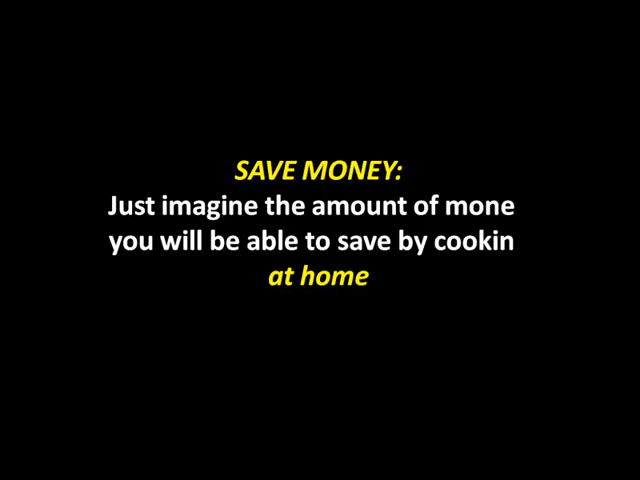 SAVE MONEY:
Just imagine the amount of mone
you will be able to save by cookin
at home